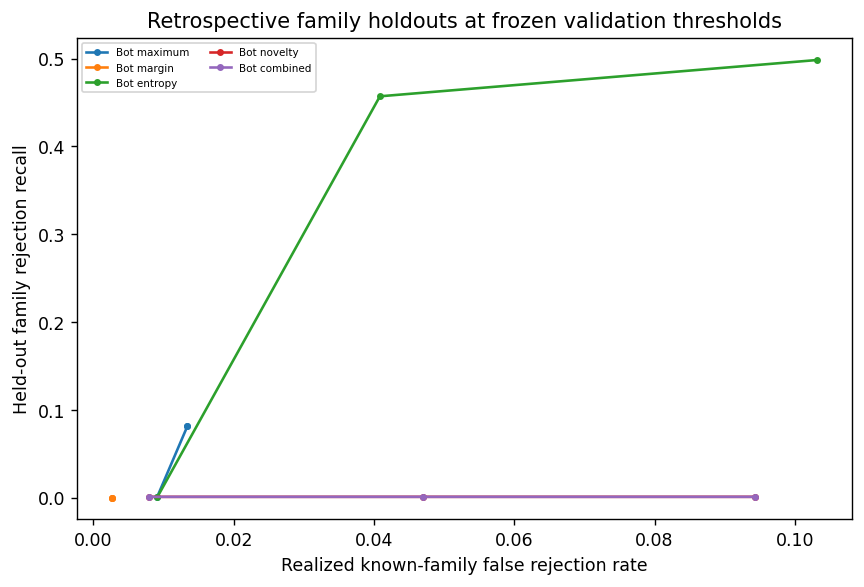 Retrospective family holdouts at frozen validation thresholds
Bot maximum
Bot margin
Bot entropy
Bot novelty
Bot combined
Held-out family rejection recall
0.5
0.4
0.3
0.2
0.1
0.0
0.00 0.02 0.04 0.06 0.08 0.10
Realized known-family false rejection rate